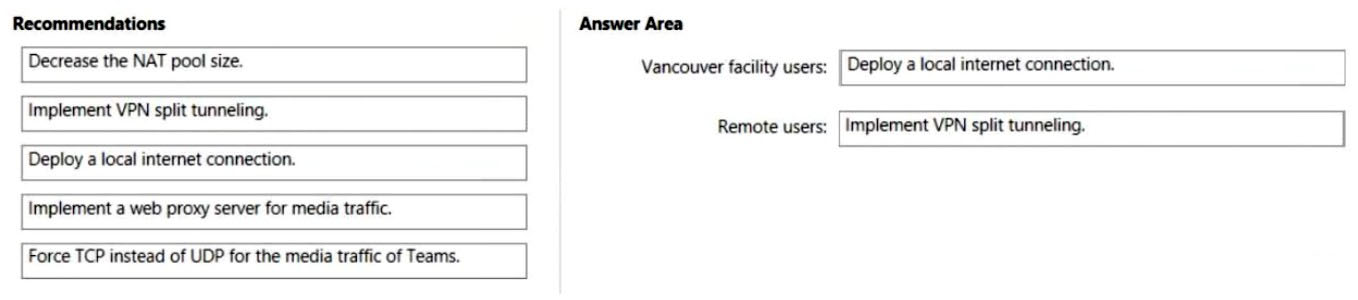 Recommendations
Decrease the NAT pool size.
Implement VPN split tunneling.
Deploy a local internet connection.
Implement a web proxy server for media traffic.
Force TCP instead of UDP for the media traffic of Teams.
Answer Area
Vancouver facility users: Deploy a local internet connection.
Remote users: Implement VPN split tunneling.